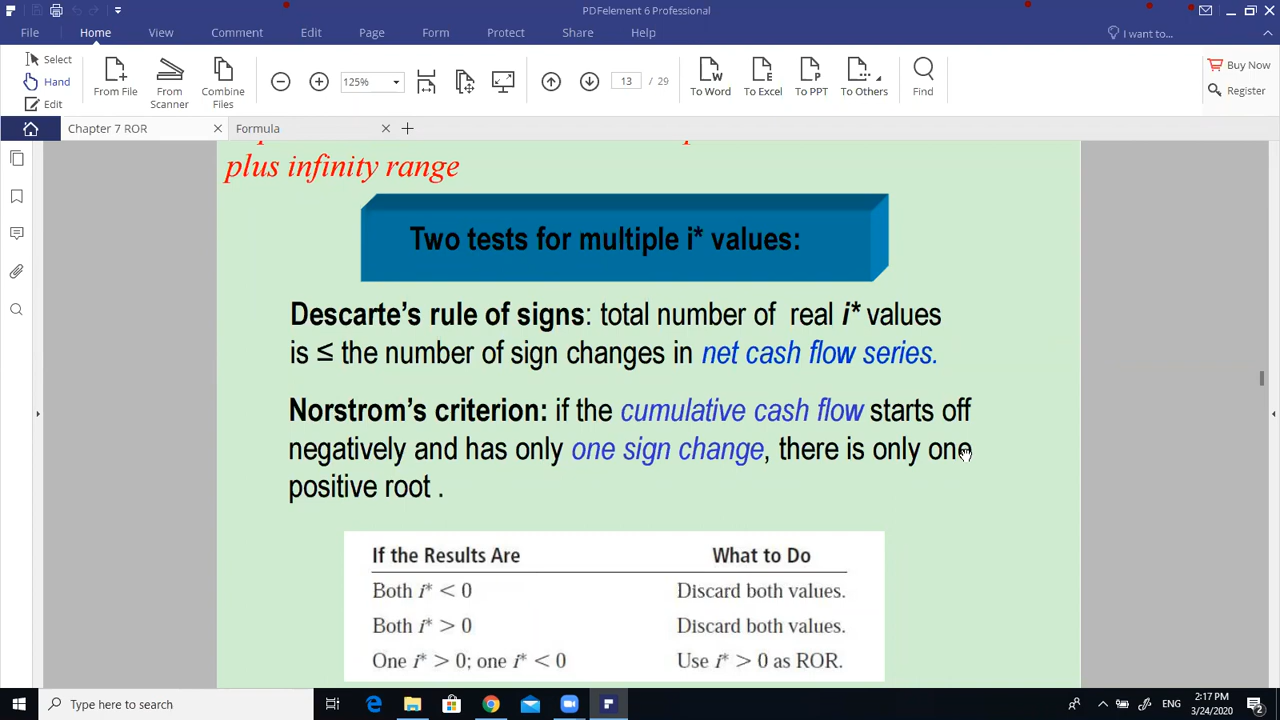 PDFelement 6 Professional
File Home View Comment Edit Page Form Protect Share Help I want to...
Select
Hand
Edit
From File
From Scanner
Combine Files
125%
13 / 29
To Word
To Excel
To PPT
To Others
Find
Buy Now
Register
Chapter 7 ROR
Formula
plus infinity range
Two tests for multiple i* values:
Descarte's rule of signs: total number of real i* values
is ≤ the number of sign changes in net cash flow series.
Norstrom's criterion: if the cumulative cash flow starts off
negatively and has only one sign change, there is only one
positive root .
If the Results Are What to Do
Both i* < 0 Discard both values.
Both i* > 0 Discard both values.
One i* > 0; one i* < 0 Use i* > 0 as ROR.
Type here to search
ENG
2:17 PM
3/24/2020
2